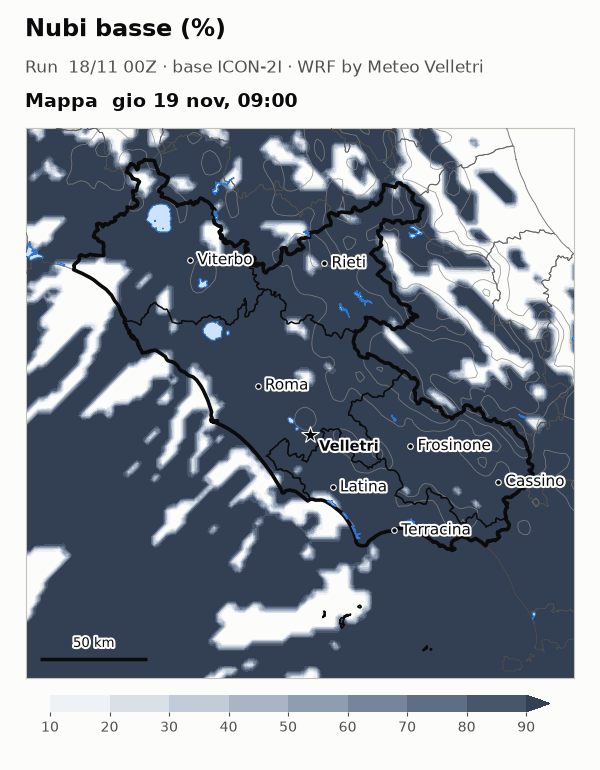 Nubi basse (%)
Run  18/11 00Z · base ICON-2I · WRF by Meteo Velletri
Mappa  gio 19 nov, 09:00
Viterbo
Rieti
Roma
Velletri
Frosinone
Latina
Cassino
Terracina
50 km
10 20 30 40 50 60 70 80 90